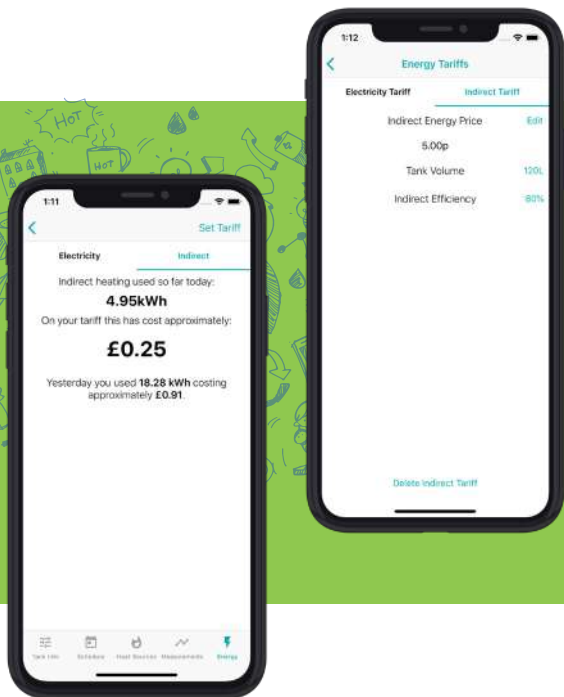 HOT
HOT
1:11
Set Tariff
Electricity
Indirect
Indirect heating used so far today:
4.95kWh
On your tariff this has cost approximately:
£0.25
Yesterday you used 18.28 kWh costing
approximately £0.91.
Tank Info
Schedule
Heat Sources
Measurements
Energy
1:12
Energy Tariffs
Electricity Tariff
Indirect Tariff
Indirect Energy Price
Edit
5.00p
Tank Volume
120L
Indirect Efficiency
80%
Delete Indirect Tariff